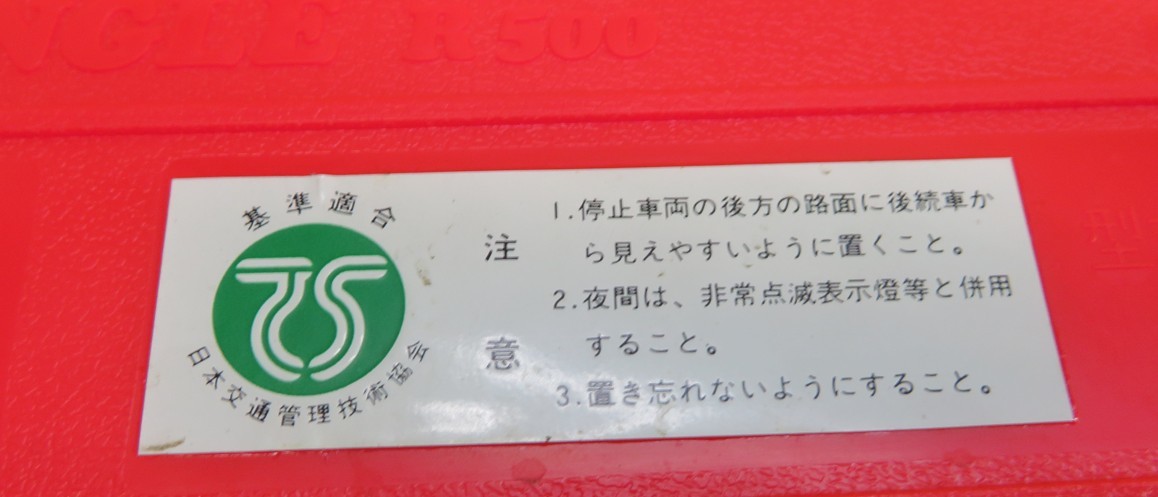 NGLE R500
基準適合
TS
日本交通管理技術協会
注意
1.停止車両の後方の路面に後続車か
ら見えやすいように置くこと。
2.夜間は、非常点滅表示燈等と併用
すること。
3.置き忘れないようにすること。